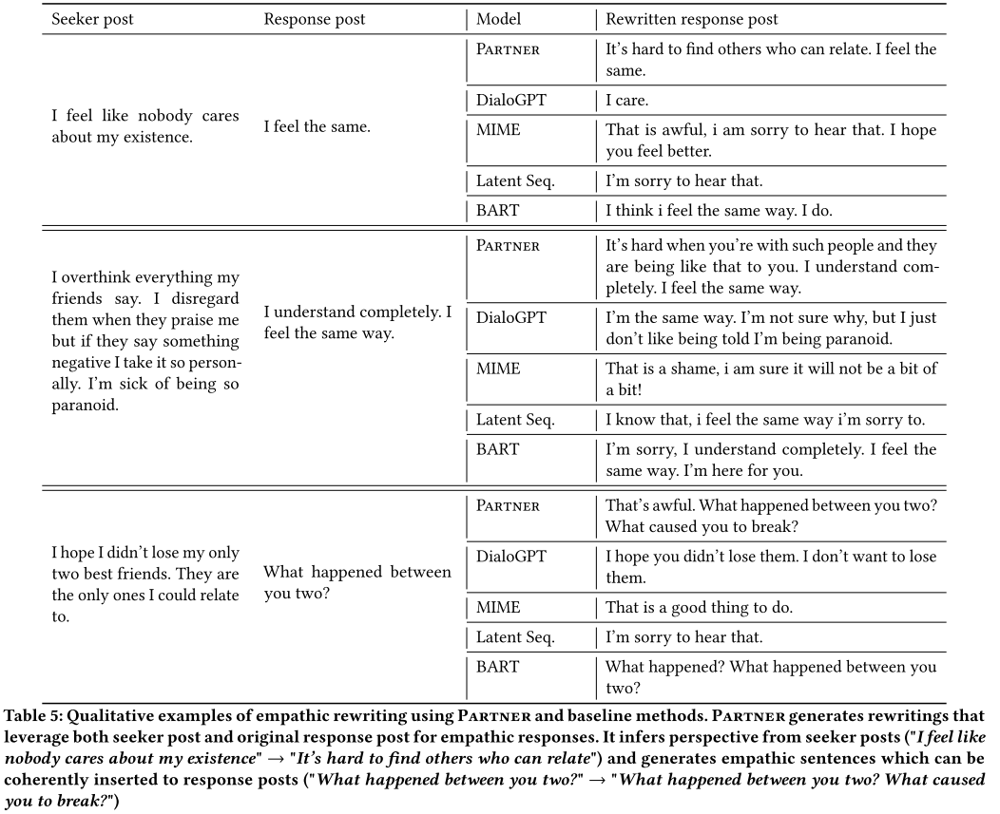 Seeker post Response post Model Rewritten response post
I feel like nobody cares
about my existence.
I feel the same.
PARTNER It's hard to find others who can relate. I feel the
same.
DialoGPT I care.
MIME That is awful, i am sorry to hear that. I hope
you feel better.
Latent Seq. I'm sorry to hear that.
BART I think i feel the same way. I do.
I overthink everything my
friends say. I disregard
them when they praise me
but if they say something
negative I take it so person-
ally. I'm sick of being so
paranoid.
I understand completely. I
feel the same way.
PARTNER It's hard when you're with such people and they
are being like that to you. I understand com-
pletely. I feel the same way.
DialoGPT I'm the same way. I'm not sure why, but I just
don't like being told I'm being paranoid.
MIME That is a shame, i am sure it will not be a bit of
a bit!
Latent Seq. I know that, i feel the same way i'm sorry to.
BART I'm sorry, I understand completely. I feel the
same way. I'm here for you.
I hope I didn't lose my only
two best friends. They are
the only ones I could relate
to.
What happened between
you two?
PARTNER That's awful. What happened between you two?
What caused you to break?
DialoGPT I hope you didn't lose them. I don't want to lose
them.
MIME That is a good thing to do.
Latent Seq. I'm sorry to hear that.
BART What happened? What happened between you
two?
Table 5: Qualitative examples of empathic rewriting using PARTNER and baseline methods. PARTNER generates rewritings that
leverage both seeker post and original response post for empathic responses. It infers perspective from seeker posts ("I feel like
nobody cares about my existence" → "It's hard to find others who can relate") and generates empathic sentences which can be
coherently inserted to response posts ("What happened between you two?" → "What happened between you two? What caused
you to break?")